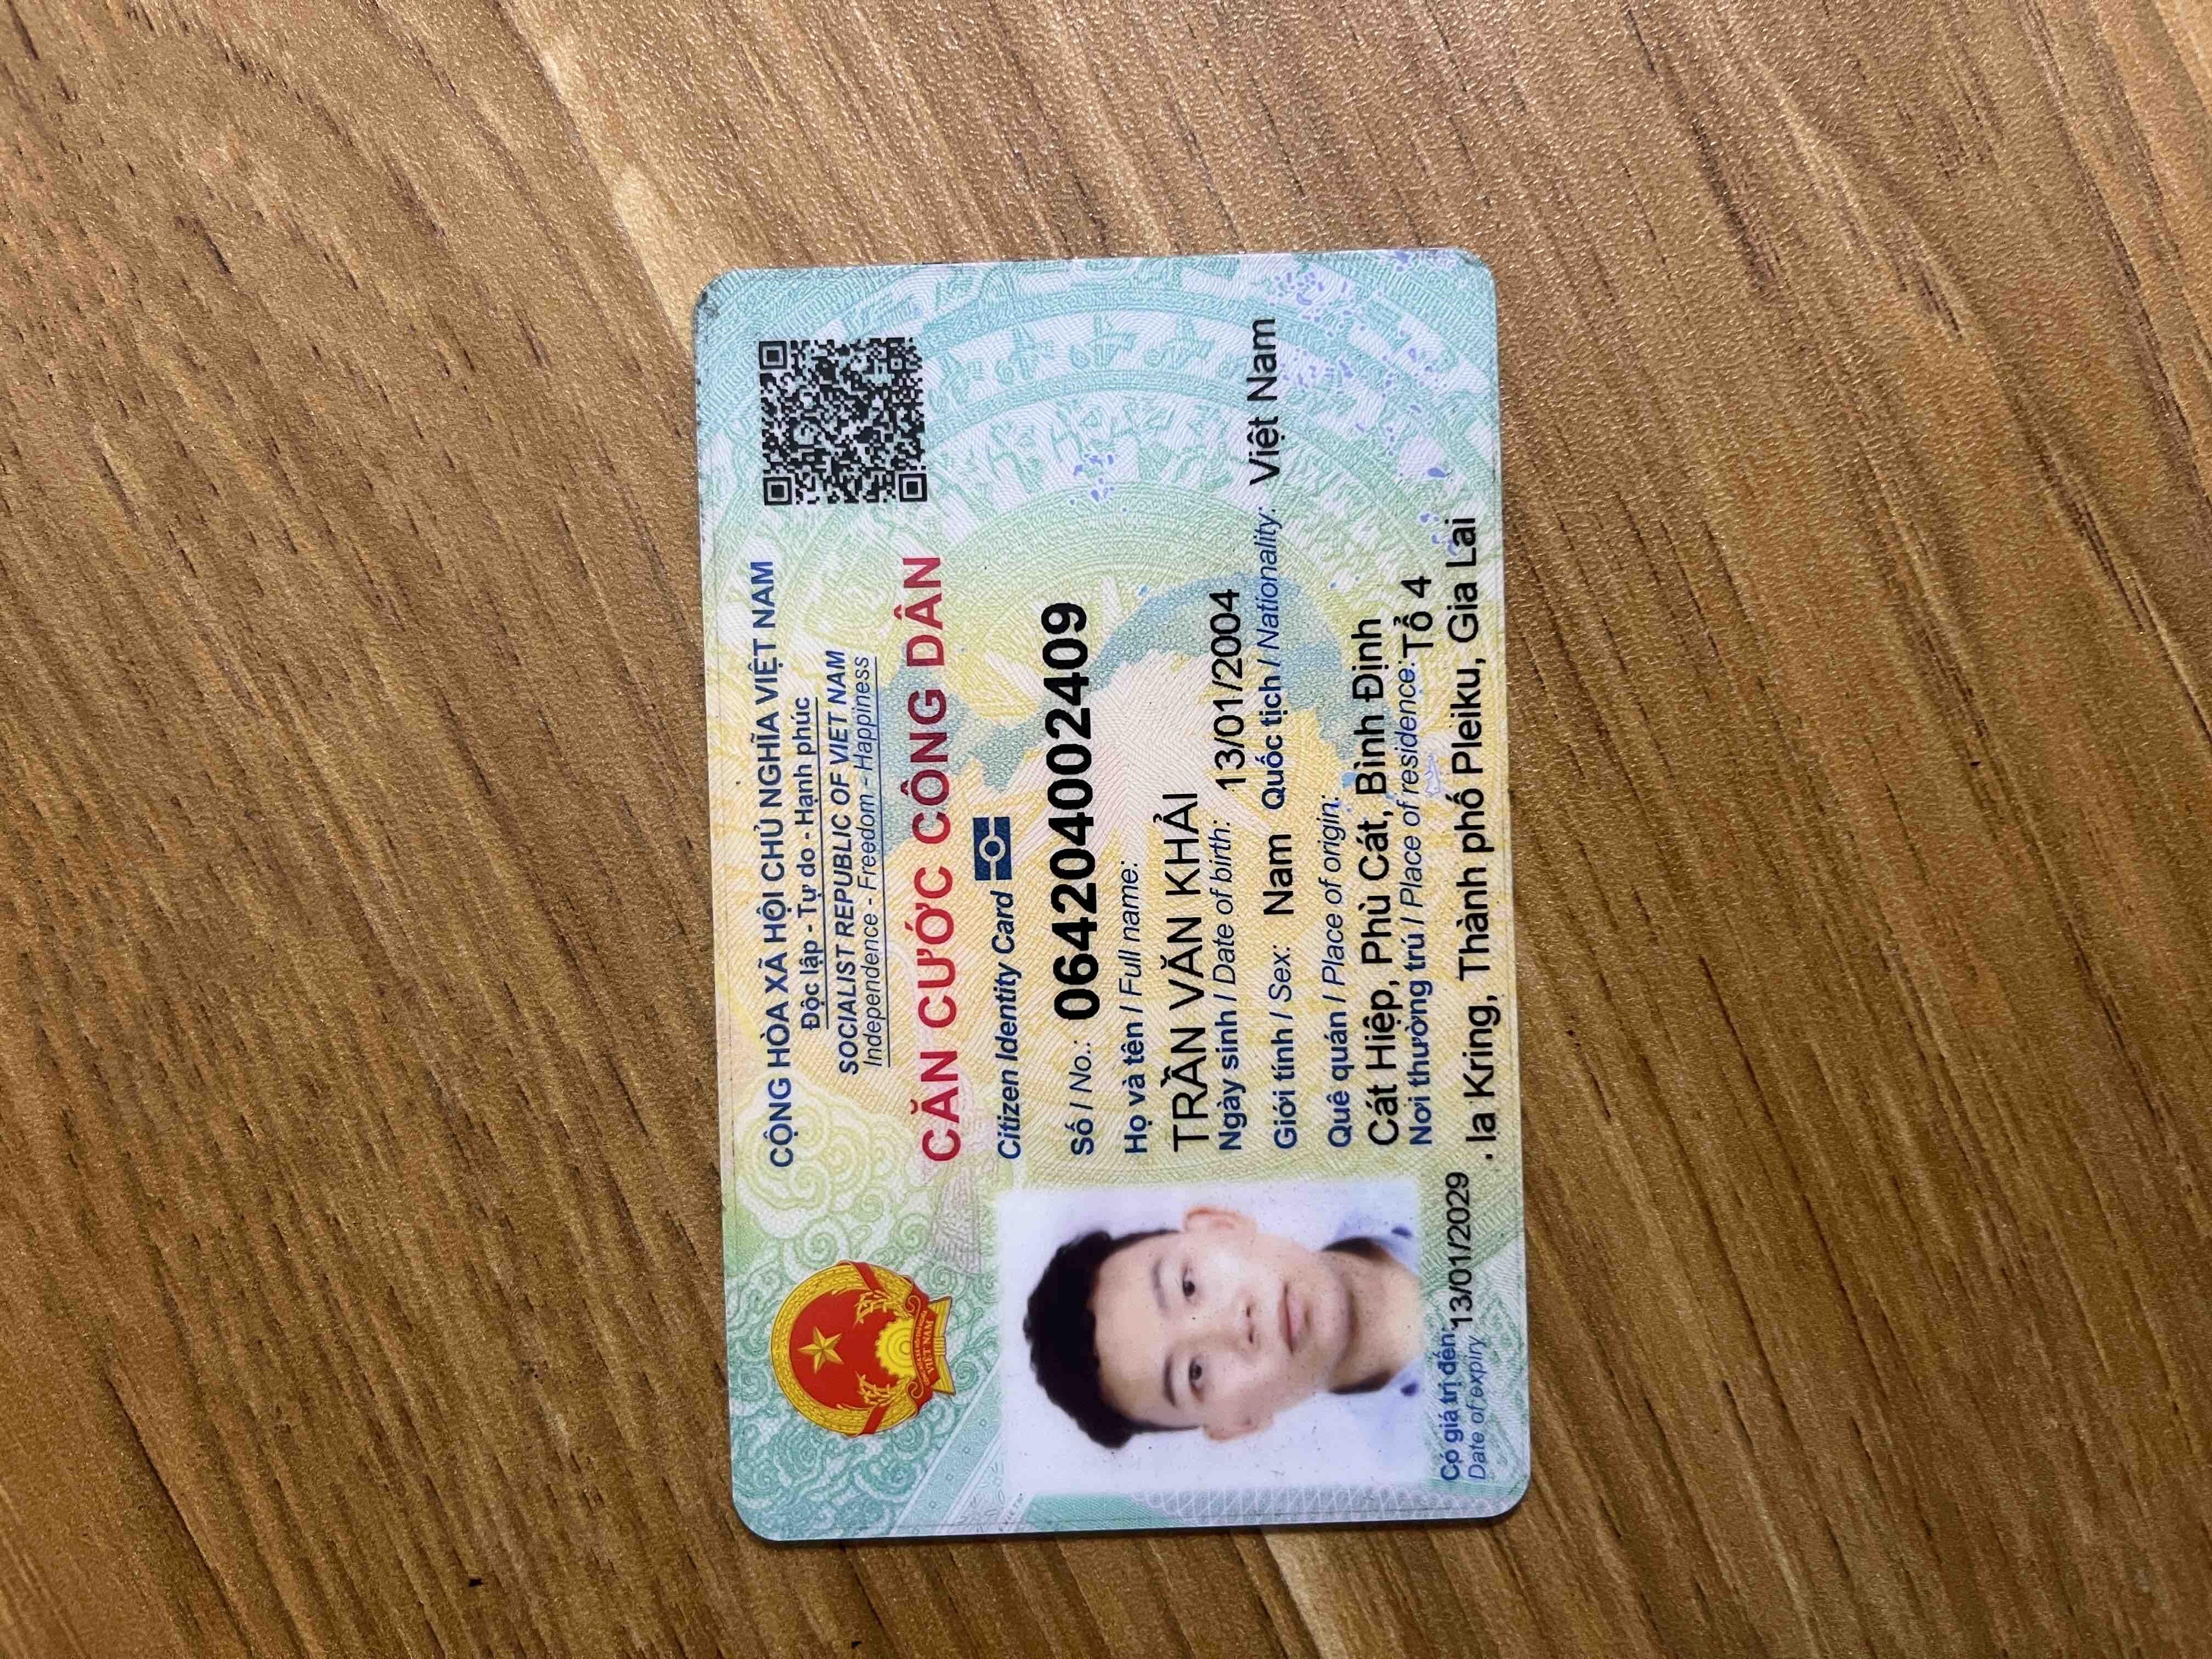 CỘNG HÒA XÃ HỘI CHỦ NGHĨA VIỆT NAM
Độc lập - Tự do - Hạnh phúc
SOCIALIST REPUBLIC OF VIET NAM
Independence - Freedom - Happiness
CĂN CƯỚC CÔNG DÂN
Citizen Identity Card
Số / No.: 064204002409
Họ và tên / Full name:
TRẦN VĂN KHẢI
Ngày sinh / Date of birth: 13/01/2004
Giới tính / Sex: Nam Quốc tịch / Nationality: Việt Nam
Quê quán / Place of origin:
Cát Hiệp, Phù Cát, Bình Định
Nơi thường trú / Place of residence: Tổ 4
, Ia Kring, Thành phố Pleiku, Gia Lai
Có giá trị đến: 13/01/2029
Date of expiry
VIỆT NAM